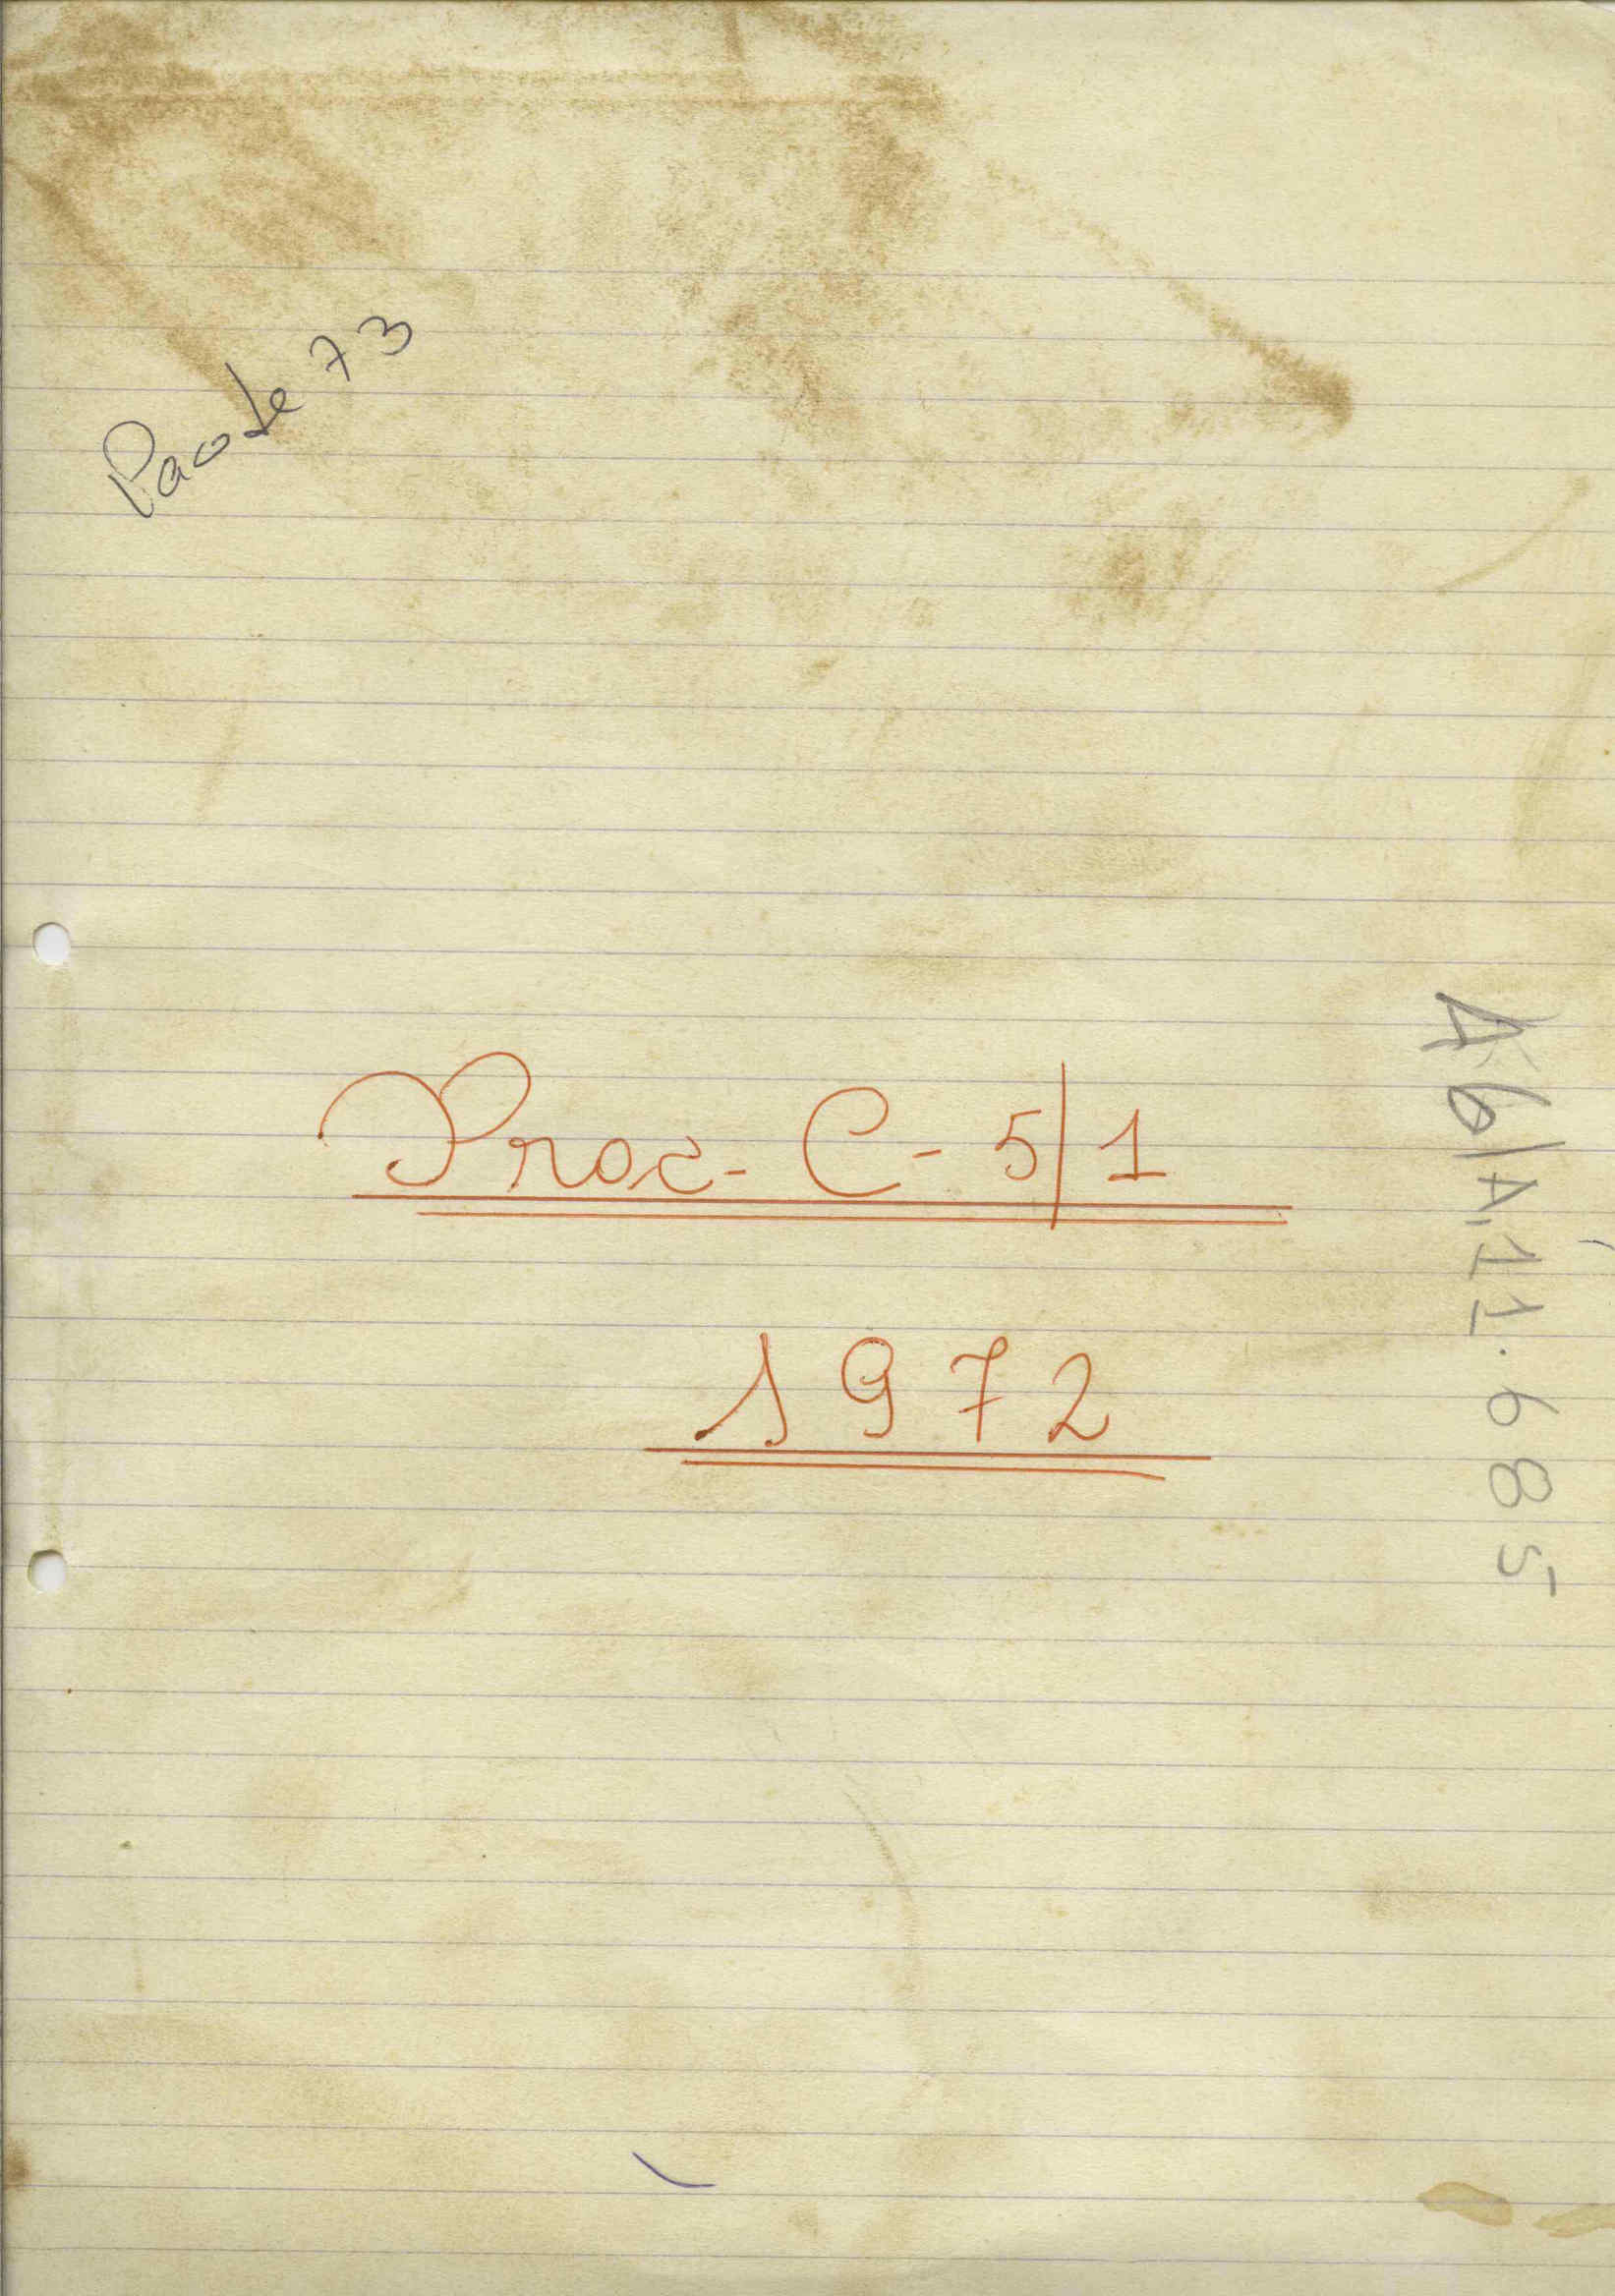 Pacote 73
Proc- C- 5/1
1972
A6/A,11.685